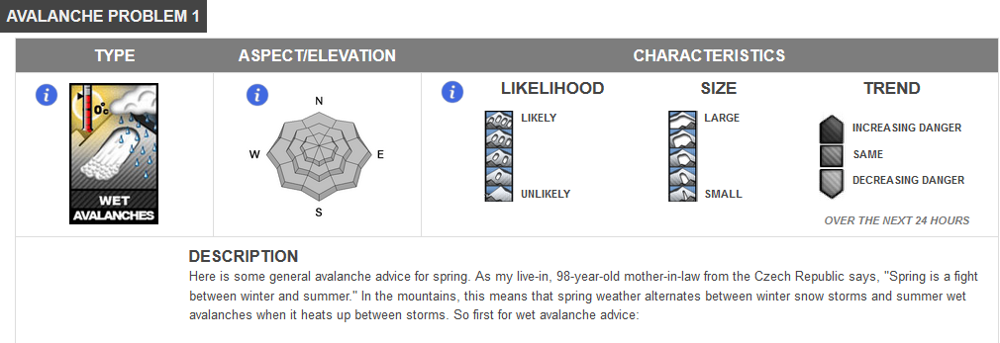 AVALANCHE PROBLEM 1
TYPE
ASPECT/ELEVATION
CHARACTERISTICS
i
0°
WET
AVALANCHES
i
N
W
E
S
i
LIKELIHOOD
LIKELY
UNLIKELY
SIZE
LARGE
SMALL
TREND
INCREASING DANGER
SAME
DECREASING DANGER
OVER THE NEXT 24 HOURS
DESCRIPTION
Here is some general avalanche advice for spring. As my live-in, 98-year-old mother-in-law from the Czech Republic says, "Spring is a fight
between winter and summer." In the mountains, this means that spring weather alternates between winter snow storms and summer wet
avalanches when it heats up between storms. So first for wet avalanche advice: